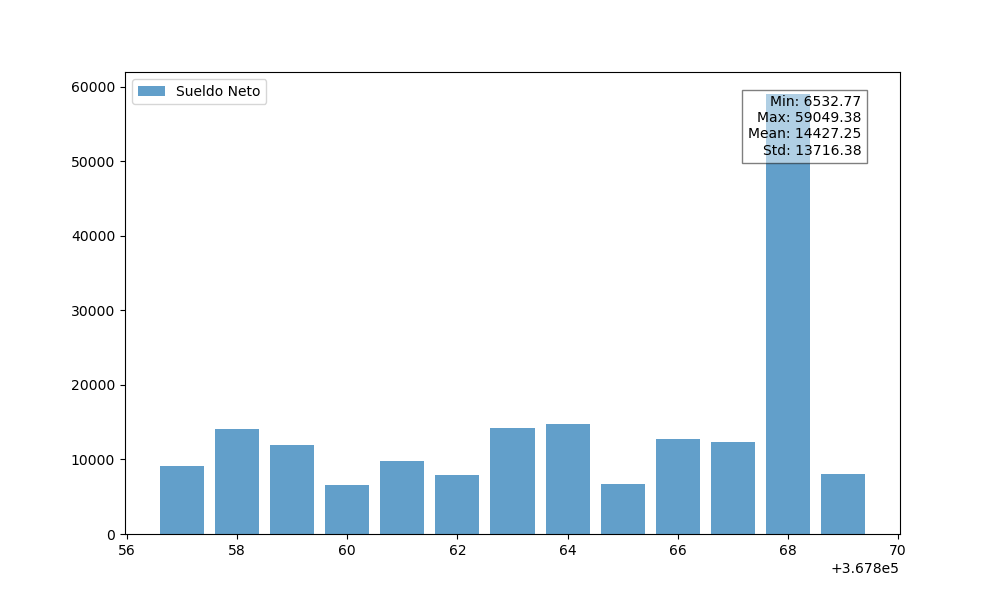 Sueldo Neto
Min: 6532.77
Max: 59049.38
Mean: 14427.25
Std: 13716.38
60000
50000
40000
30000
20000
10000
0
56 58 60 62 64 66 68 70
+3.678e5